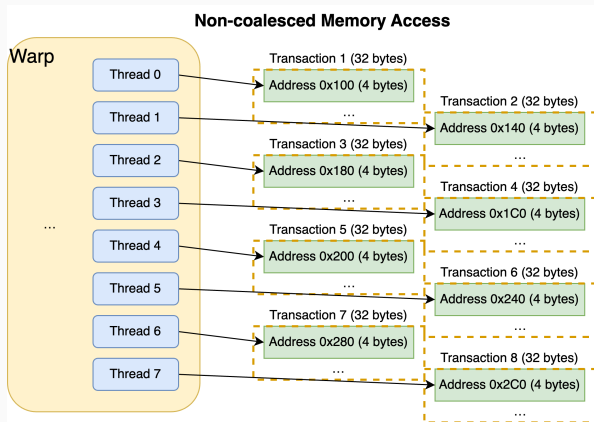 Non-coalesced Memory Access
Warp
Thread 0
Thread 1
Thread 2
Thread 3
...
Thread 4
Thread 5
Thread 6
Thread 7
Transaction 1 (32 bytes)
Address 0x100 (4 bytes)
...
Transaction 2 (32 bytes)
Address 0x140 (4 bytes)
...
Transaction 3 (32 bytes)
Address 0x180 (4 bytes)
...
Transaction 4 (32 bytes)
Address 0x1C0 (4 bytes)
...
Transaction 5 (32 bytes)
Address 0x200 (4 bytes)
...
Transaction 6 (32 bytes)
Address 0x240 (4 bytes)
...
Transaction 7 (32 bytes)
Address 0x280 (4 bytes)
...
Transaction 8 (32 bytes)
Address 0x2C0 (4 bytes)
...